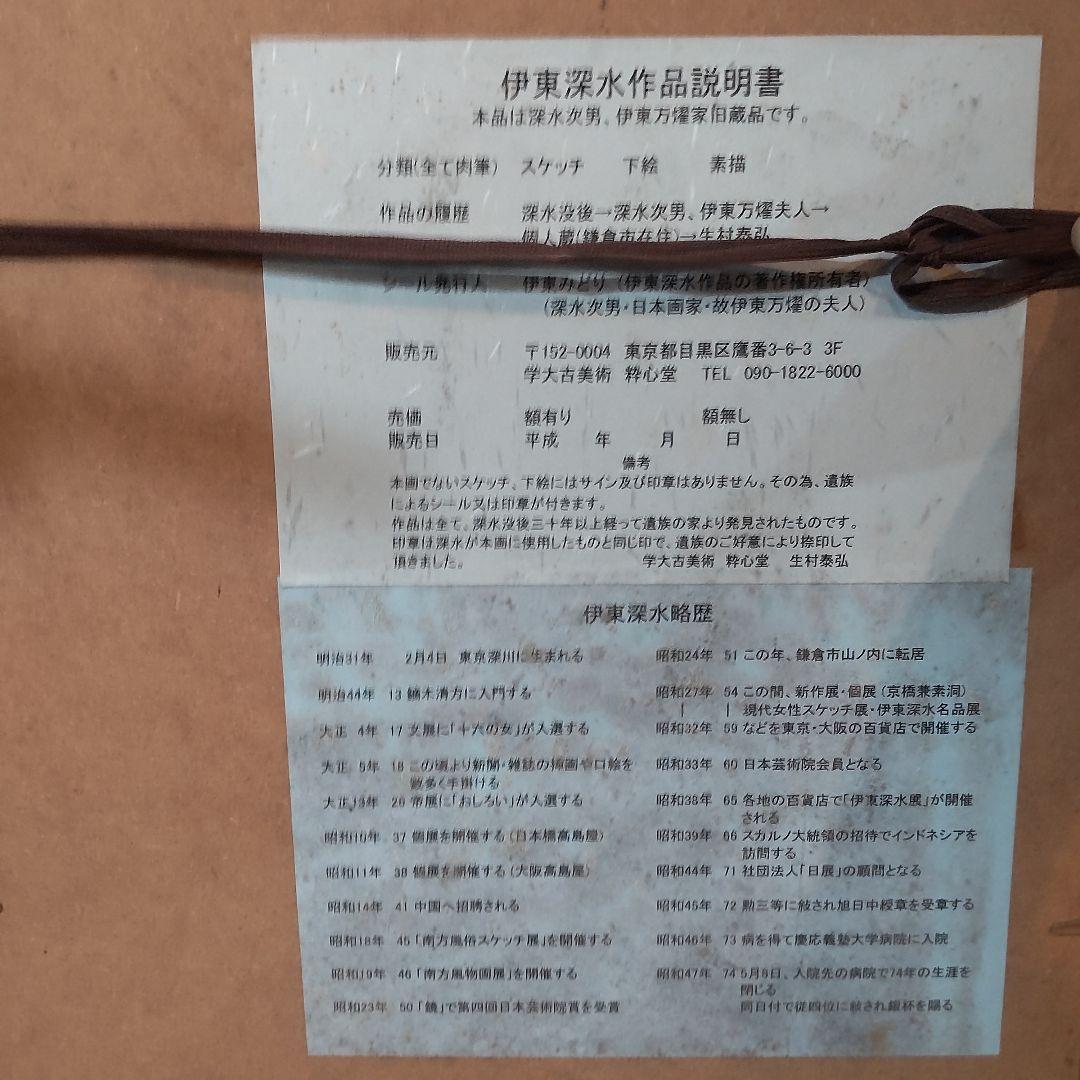 伊東深水作品説明書
本品は深水次男、伊東万燿家旧蔵品です。
分類(全て肉筆) スケッチ 下絵 素描
作品の履歴 深水没後→深水次男、伊東万燿夫人→
個人蔵(鎌倉市在住)→生村泰弘
シール発行人 伊東みどり(伊東深水作品の著作権所有者)
(深水次男・日本画家・故伊東万燿の夫人)
販売元 〒152-0004 東京都目黒区鷹番3-6-3 3F
学大古美術 粋心堂 TEL 090-1822-6000
売価 額有り 額無し
販売日 平成 年 月 日
備考
本画でないスケッチ、下絵にはサイン及び印章はありません。その為、遺族
によるシール又は印章が付きます。
作品は全て、深水没後三十年以上経って遺族の家より発見されたものです。
印章は深水が本画に使用したものと同じ印で、遺族のご好意により捺印して
頂きました。 学大古美術 粋心堂 生村泰弘
伊東深水略歴
明治31年 2月4日 東京深川に生まれる
明治44年 13 鏑木清方に入門する
大正 4年 17 文展に「十六の女」が入選する
大正 5年 18 この頃より新聞・雑誌の挿画や口絵を
数多く手掛ける
大正13年 26 帝展に「おしろい」が入選する
昭和10年 37 個展を開催する(日本橋高島屋)
昭和11年 38 個展を開催する(大阪高島屋)
昭和14年 41 中国へ招聘される
昭和18年 45「南方風俗スケッチ展」を開催する
昭和19年 46「南方風物画展」を開催する
昭和23年 50「鏡」で第四回日本芸術院賞を受賞
昭和24年 51 この年、鎌倉市山ノ内に転居
昭和27年 54 この間、新作展・個展(京橋兼素洞)
| | 現代女性スケッチ展・伊東深水名品展
昭和32年 59 などを東京・大阪の百貨店で開催する
昭和33年 60 日本芸術院会員となる
昭和38年 65 各地の百貨店で「伊東深水展」が開催
される
昭和39年 66 スカルノ大統領の招待でインドネシアを
訪問する
昭和44年 71 社団法人「日展」の顧問となる
昭和45年 72 勲三等に敍され旭日中綬章を受章する
昭和46年 73 病を得て慶応義塾大学病院に入院
昭和47年 74 5月8日、入院先の病院で74年の生涯を
閉じる
同日付で従四位に敍され銀杯を賜る